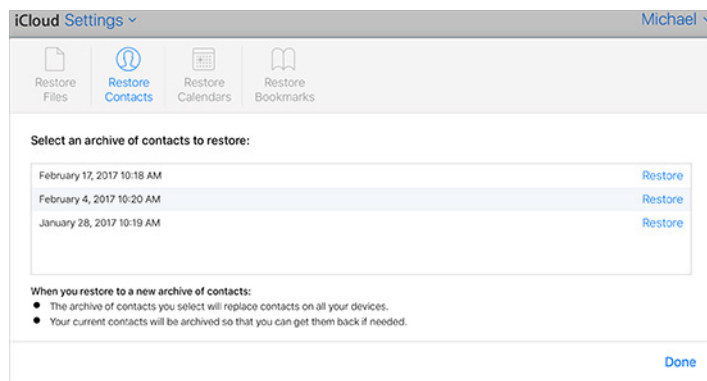 iCloud Settings Michael
Restore Files
Restore Contacts
Restore Calendars
Restore Bookmarks
Select an archive of contacts to restore:
February 17, 2017 10:18 AM Restore
February 4, 2017 10:20 AM Restore
January 28, 2017 10:19 AM Restore
When you restore to a new archive of contacts:
● The archive of contacts you select will replace contacts on all your devices.
● Your current contacts will be archived so that you can get them back if needed.
Done